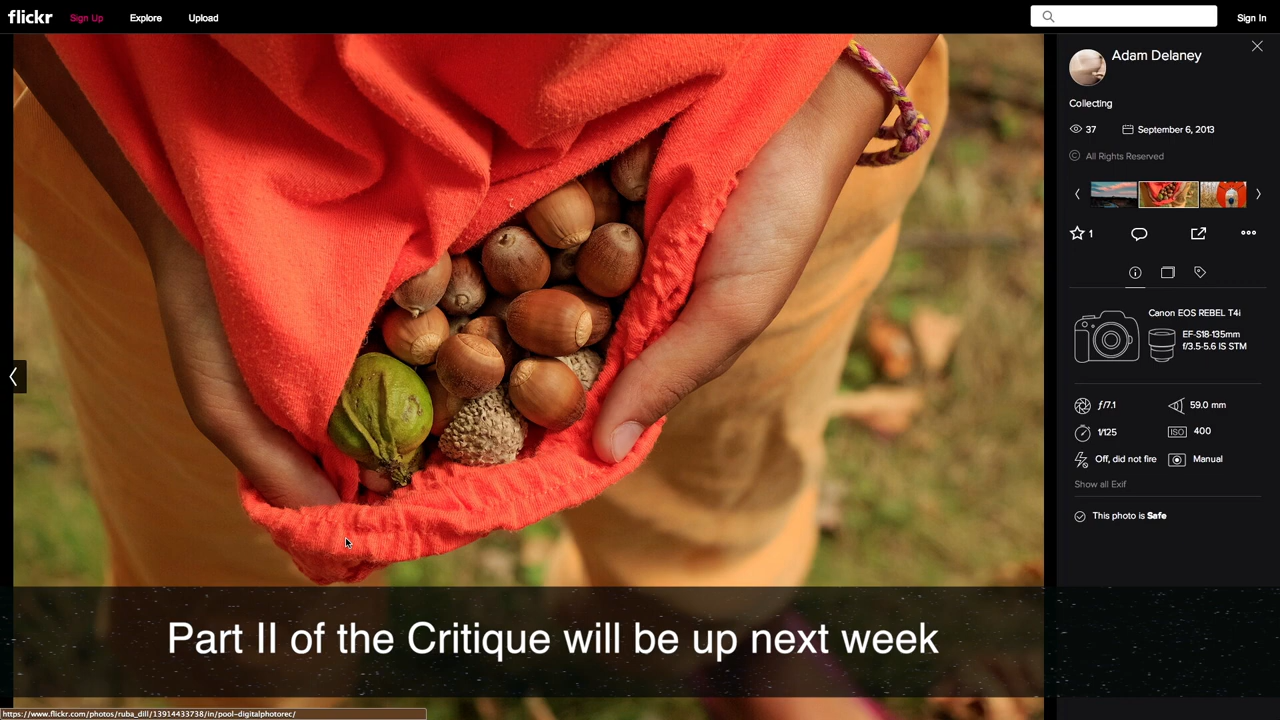 flickr Sign Up Explore Upload Sign In
Adam Delaney
Collecting
37 September 6, 2013
All Rights Reserved
1
Canon EOS REBEL T4i
EF-S18-135mm
f/3.5-5.6 IS STM
ƒ/7.1 59.0 mm
1/125 ISO 400
Off, did not fire Manual
Show all Exif
This photo is Safe
Part II of the Critique will be up next week
https://www.flickr.com/photos/ruba_dill/13914433738/in/pool-digitalphotorec/